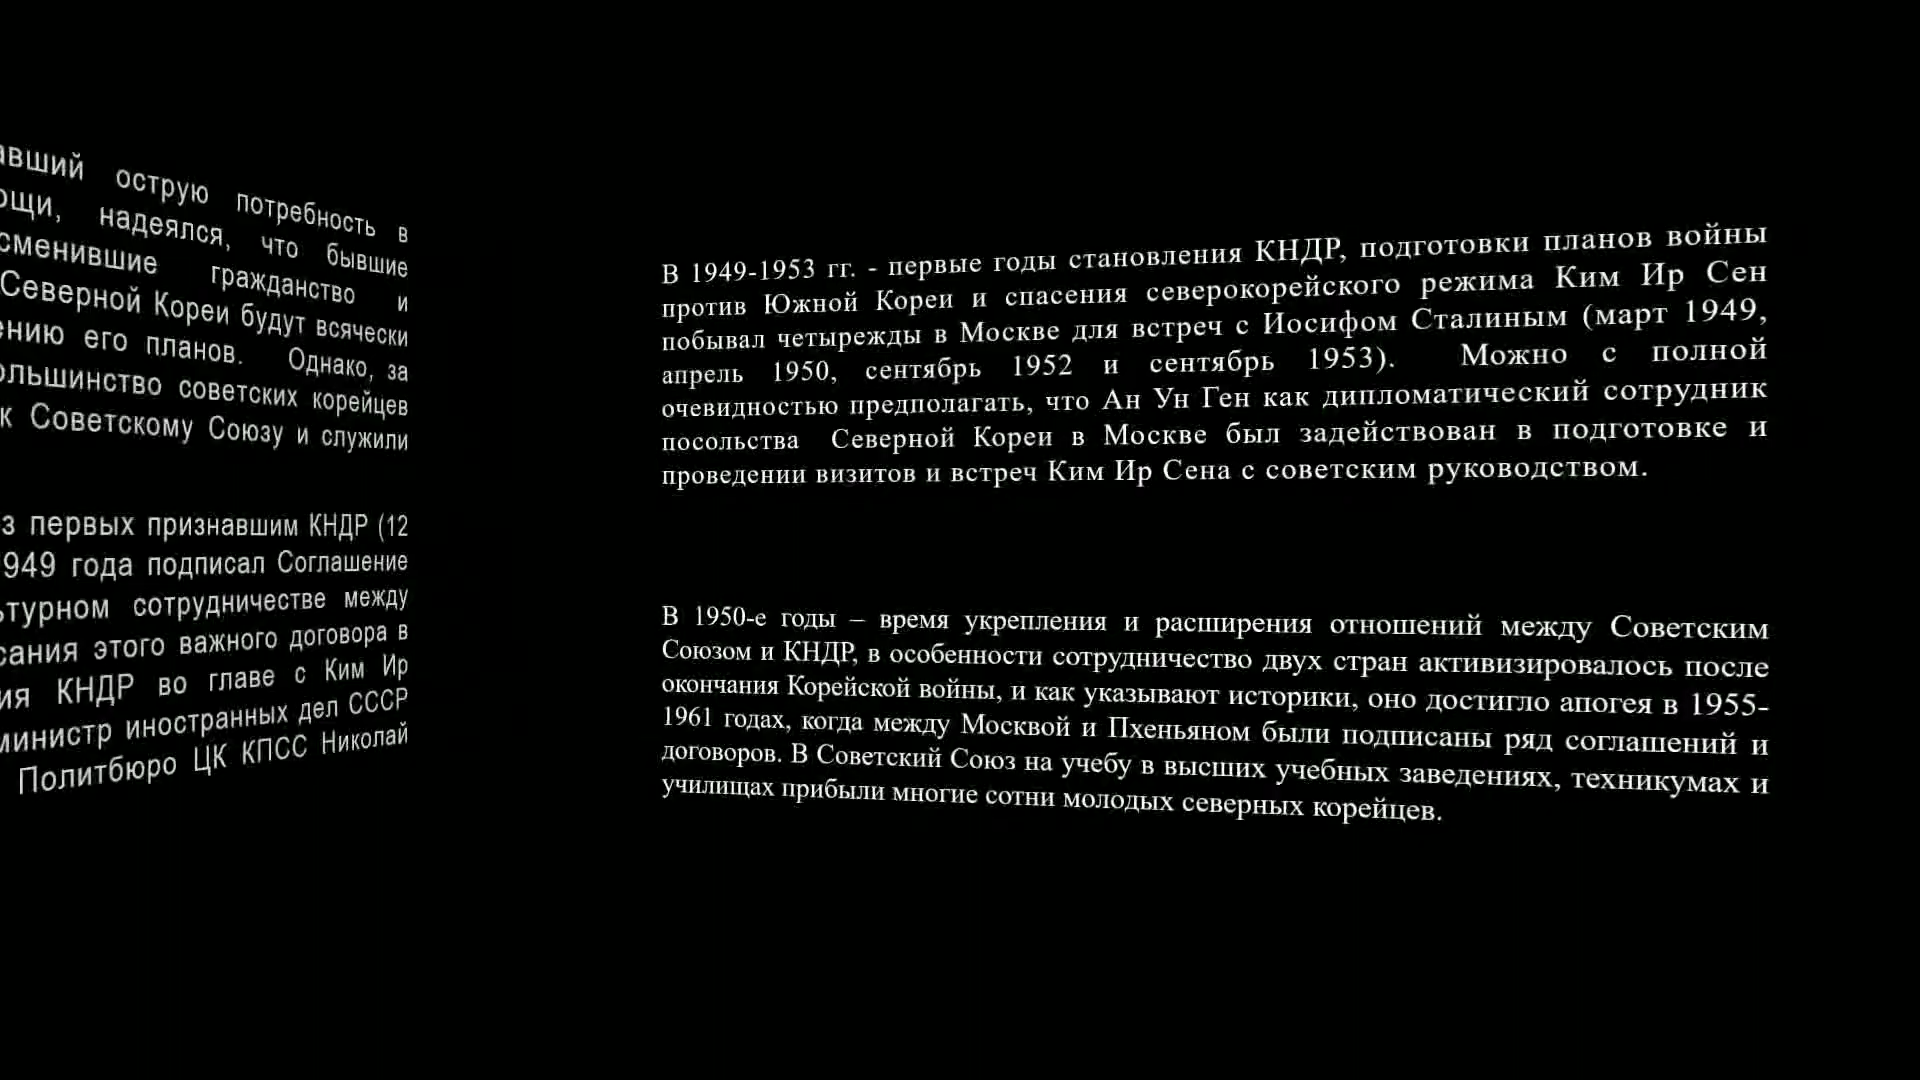 острую потребность в
надеялся, что бывшие
сменившие гражданство и
Северной Кореи будут всячески
его планов. Однако, за
советских корейцев
к Советскому Союзу и служили
первых признавшим КНДР (12
года подписал Соглашение
сотрудничестве между
этого важного договора в
КНДР во главе с Ким Ир
министр иностранных дел СССР
Политбюро ЦК КПСС Николай
В 1949-1953 гг. - первые годы становления КНДР, подготовки планов войны
против Южной Кореи и спасения северокорейского режима Ким Ир Сен
побывал четырежды в Москве для встреч с Иосифом Сталиным (март 1949,
апрель 1950, сентябрь 1952 и сентябрь 1953). Можно с полной
очевидностью предполагать, что Ан Ун Ген как дипломатический сотрудник
посольства Северной Кореи в Москве был задействован в подготовке и
проведении визитов и встреч Ким Ир Сена с советским руководством.
В 1950-е годы – время укрепления и расширения отношений между Советским
Союзом и КНДР, в особенности сотрудничество двух стран активизировалось после
окончания Корейской войны, и как указывают историки, оно достигло апогея в 1955-
1961 годах, когда между Москвой и Пхеньяном были подписаны ряд соглашений и
договоров. В Советский Союз на учебу в высших учебных заведениях, техникумах и
училищах прибыли многие сотни молодых северных корейцев.